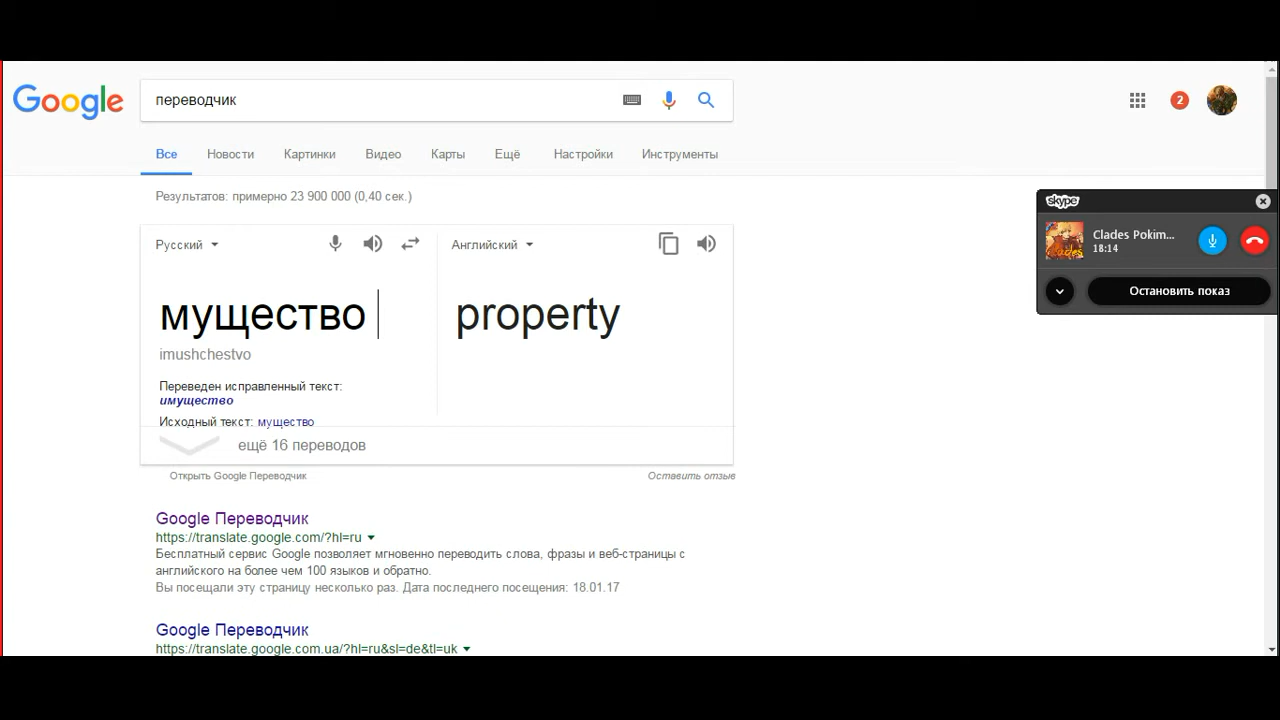 Google
переводчик
2
Все Новости Картинки Видео Карты Ещё Настройки Инструменты
Результатов: примерно 23 900 000 (0,40 сек.)
skype
Clades Pokim...
18:14
Остановить показ
Русский Английский
мущество property
imushchestvo
Переведен исправленный текст:
имущество
Исходный текст: мущество
ещё 16 переводов
Открыть Google Переводчик Оставить отзыв
Google Переводчик
https://translate.google.com/?hl=ru
Бесплатный сервис Google позволяет мгновенно переводить слова, фразы и веб-страницы с
английского на более чем 100 языков и обратно.
Вы посещали эту страницу несколько раз. Дата последнего посещения: 18.01.17
Google Переводчик
https://translate.google.com.ua/?hl=ru&sl=de&tl=uk